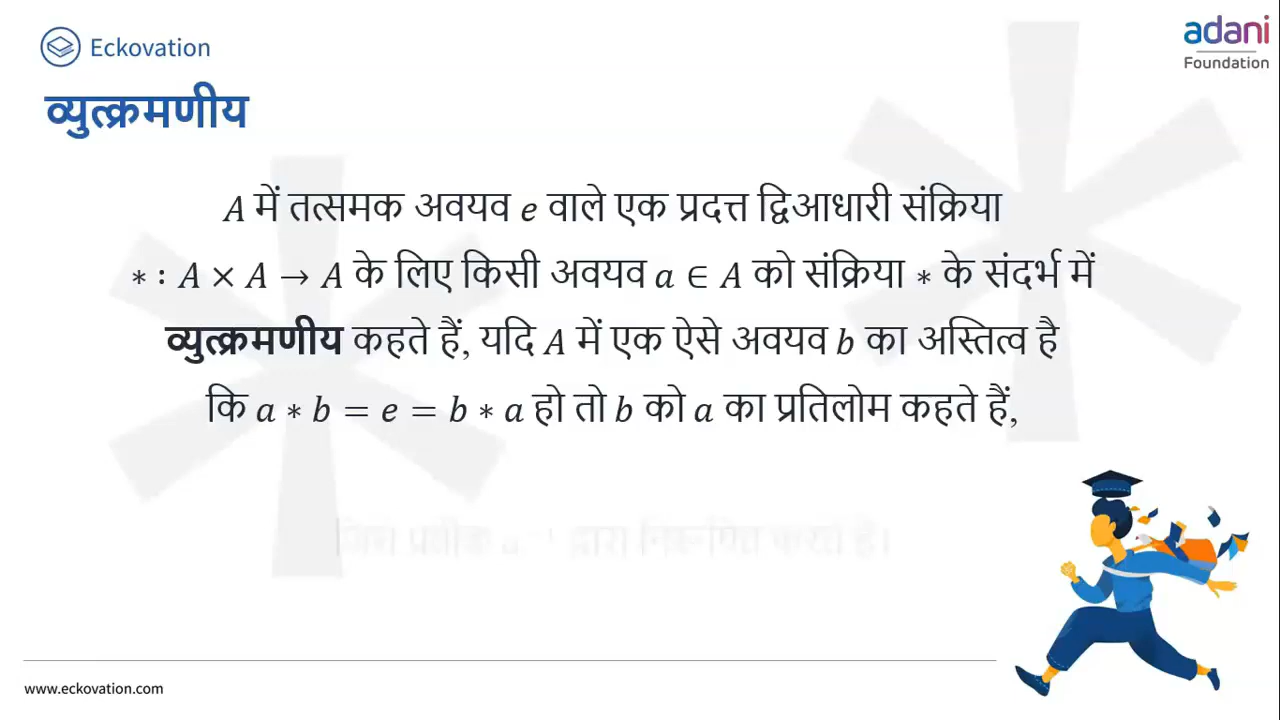 Eckovation
adani
Foundation
व्युत्क्रमणीय
A में तत्समक अवयव e वाले एक प्रदत्त द्विआधारी संक्रिया
∗ : A × A → A के लिए किसी अवयव a ∈ A को संक्रिया ∗ के संदर्भ में
व्युत्क्रमणीय कहते हैं, यदि A में एक ऐसे अवयव b का अस्तित्व है
कि a ∗ b = e = b ∗ a हो तो b को a का प्रतिलोम कहते हैं,
द्वारा निरूपित करते हैं।
www.eckovation.com